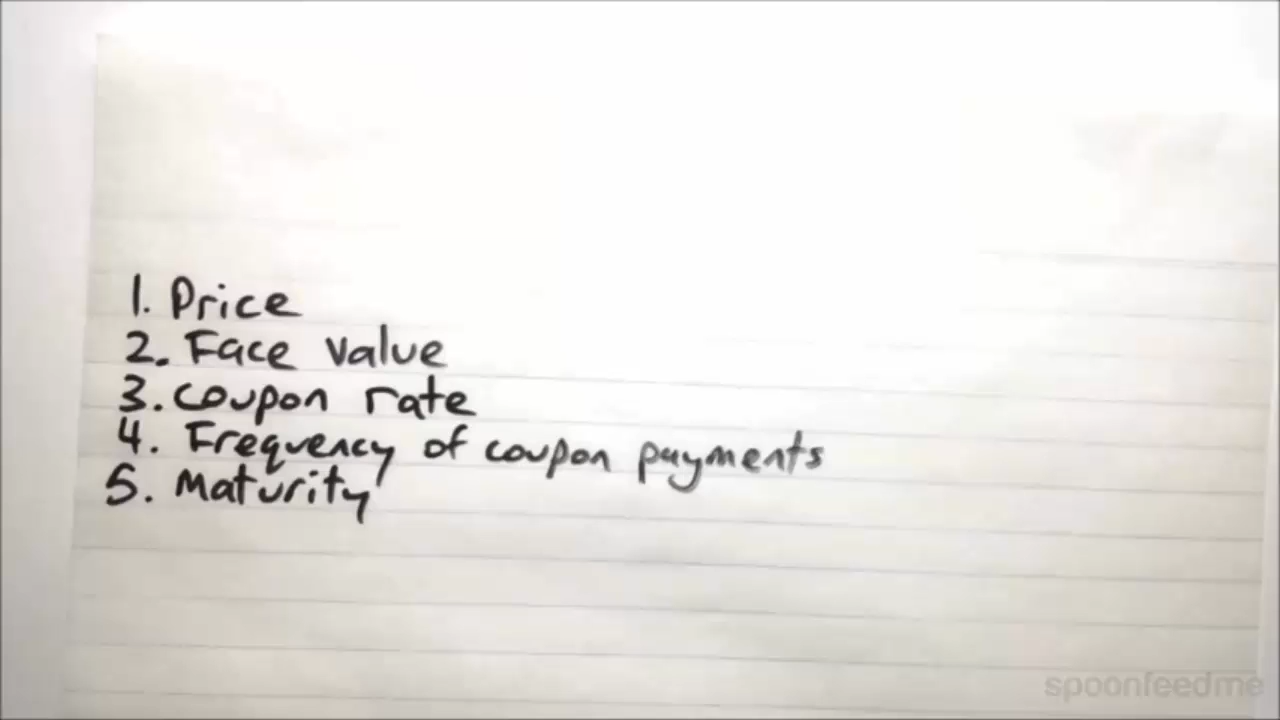 1. Price
2. Face value
3. coupon rate
4. Frequency of coupon payments
5. Maturity
spoonfeedme